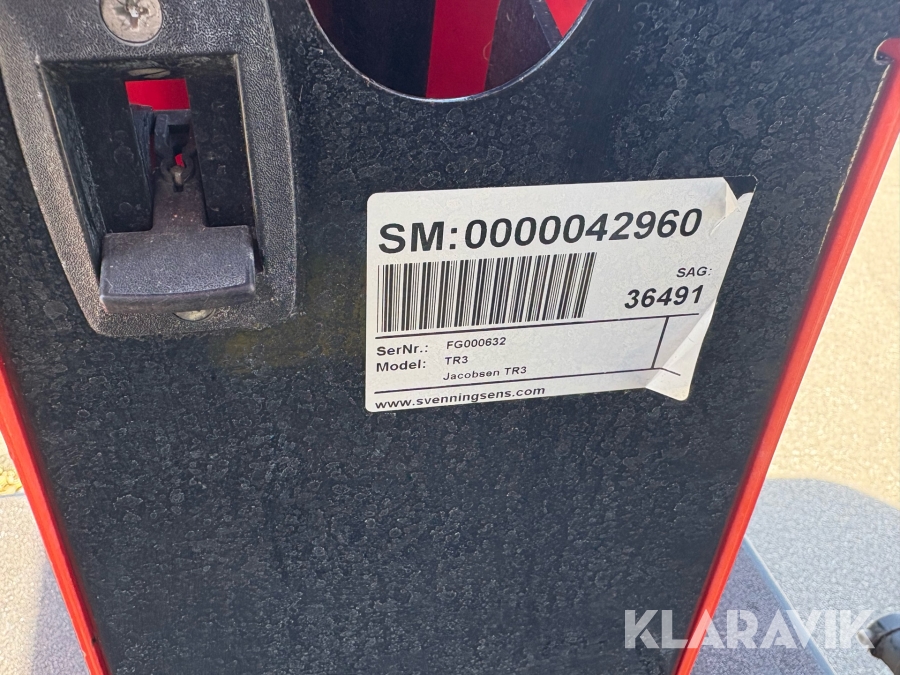 SM:0000042960
SAG:
36491
SerNr.: FG000632
Model: TR3
Jacobsen TR3
www.svenningsens.com
KLARAVIK